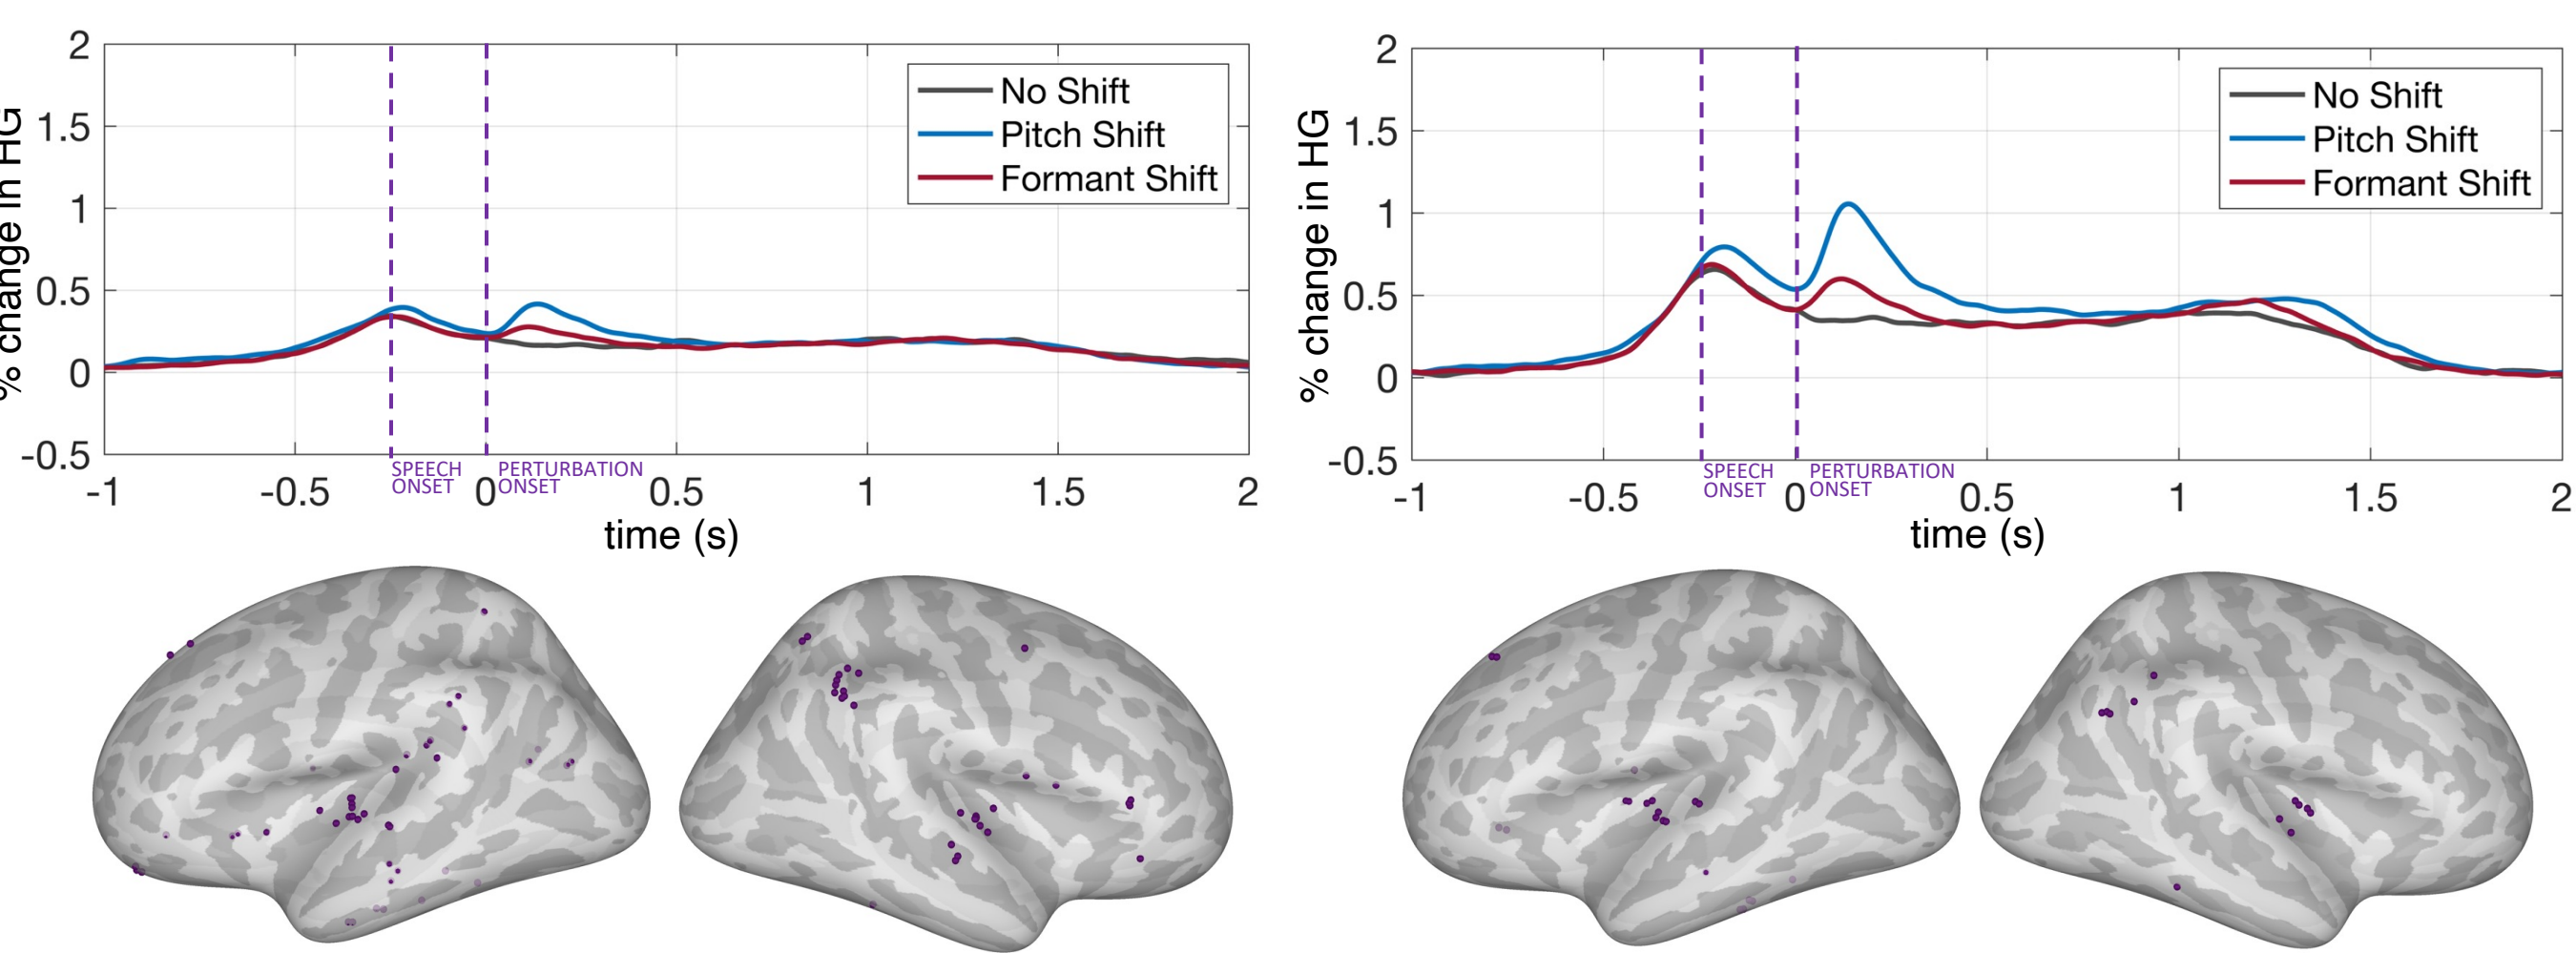 % change in HG
2
1.5
1
0.5
0
-0.5
No Shift
Pitch Shift
Formant Shift
-1
-0.5
0
0.5
1
1.5
2
SPEECH
ONSET
PERTURBATION
ONSET
time (s)
% change in HG
2
1.5
1
0.5
0
-0.5
No Shift
Pitch Shift
Formant Shift
-1
-0.5
0
0.5
1
1.5
2
SPEECH
ONSET
PERTURBATION
ONSET
time (s)